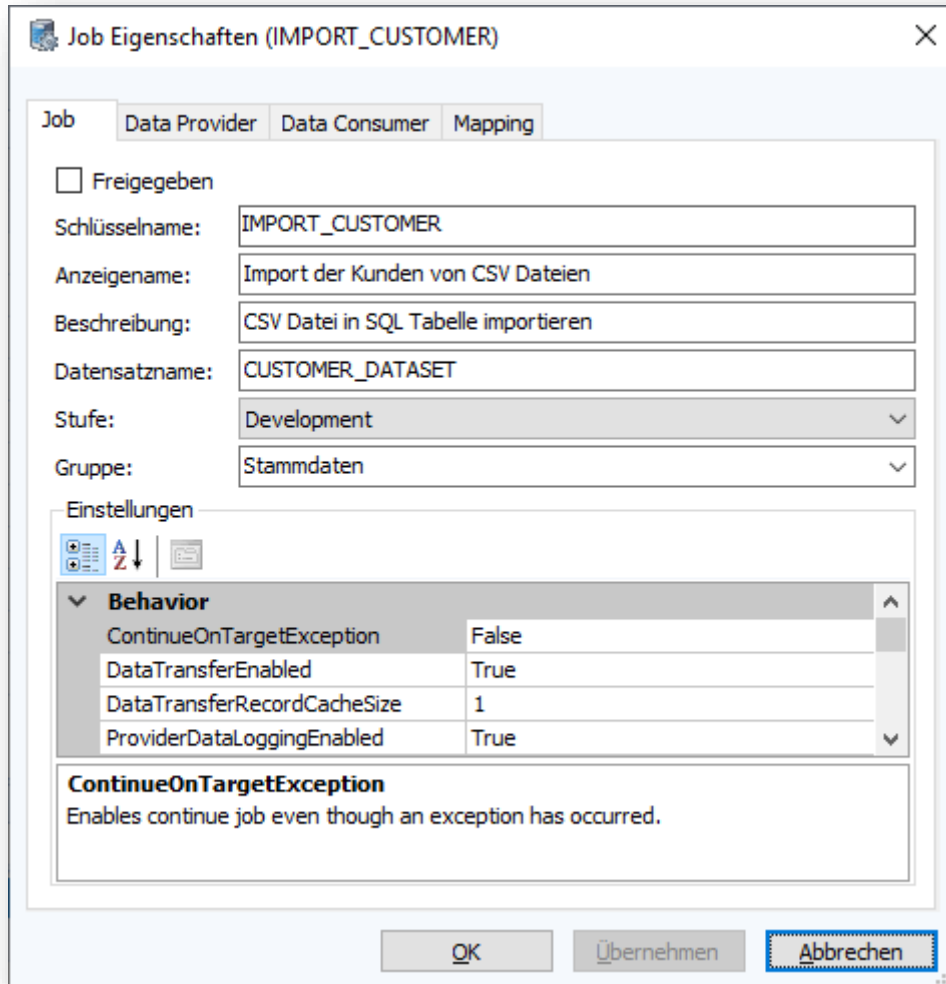 Job Eigenschaften (IMPORT_CUSTOMER)
Job Data Provider Data Consumer Mapping
Freigegeben
Schlüsselname: IMPORT_CUSTOMER
Anzeigename: Import der Kunden von CSV Dateien
Beschreibung: CSV Datei in SQL Tabelle importieren
Datensatzname: CUSTOMER_DATASET
Stufe: Development
Gruppe: Stammdaten
Einstellungen
AZ
Behavior
ContinueOnTargetException False
DataTransferEnabled True
DataTransferRecordCacheSize 1
ProviderDataLoggingEnabled True
ContinueOnTargetException
Enables continue job even though an exception has occurred.
OK Übernehmen Abbrechen